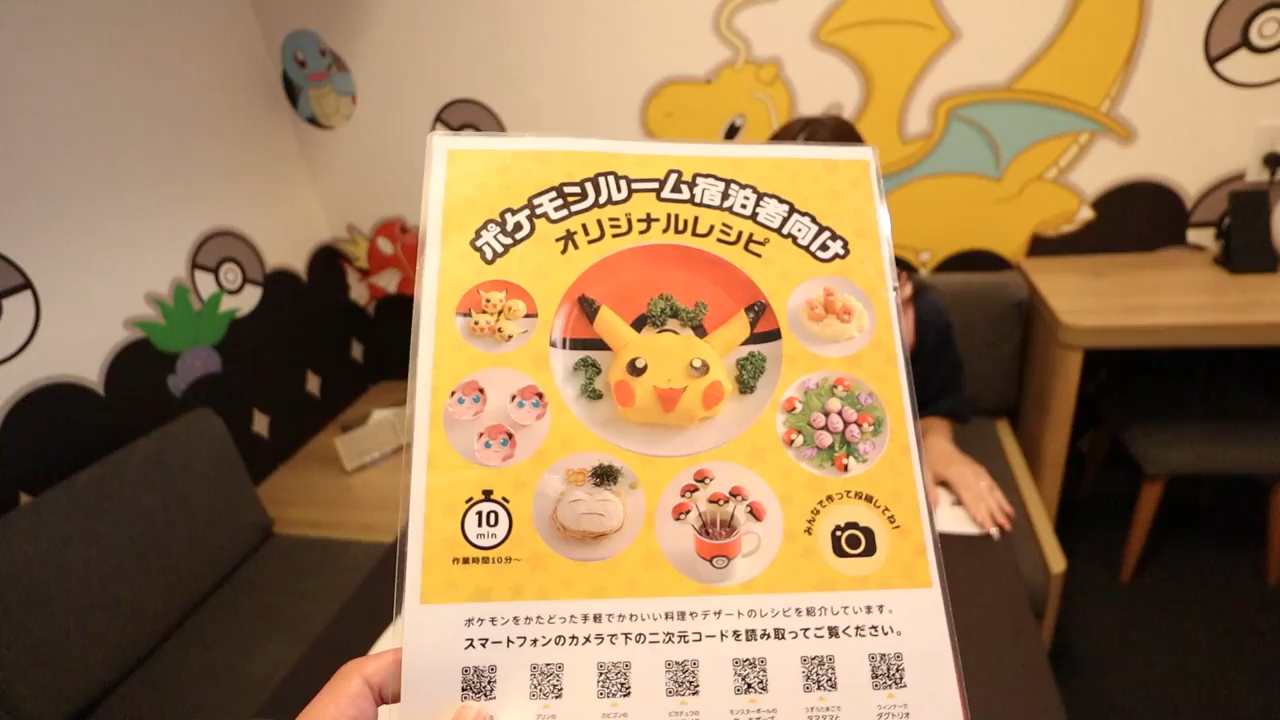 ポケモンルーム宿泊者向け
オリジナルレシピ
10
min
作業時間10分〜
みんなで作って投稿してね!
ポケモンをかたどった手軽でかわいい料理やデザートのレシピを紹介しています。
スマートフォンのカメラで下の二次元コードを読み取ってご覧ください。
プリンの
カビゴンの
ピカチュウの
モンスターボールの
うずらたまごで
タマタマと
ウィンナーで
ダグトリオ